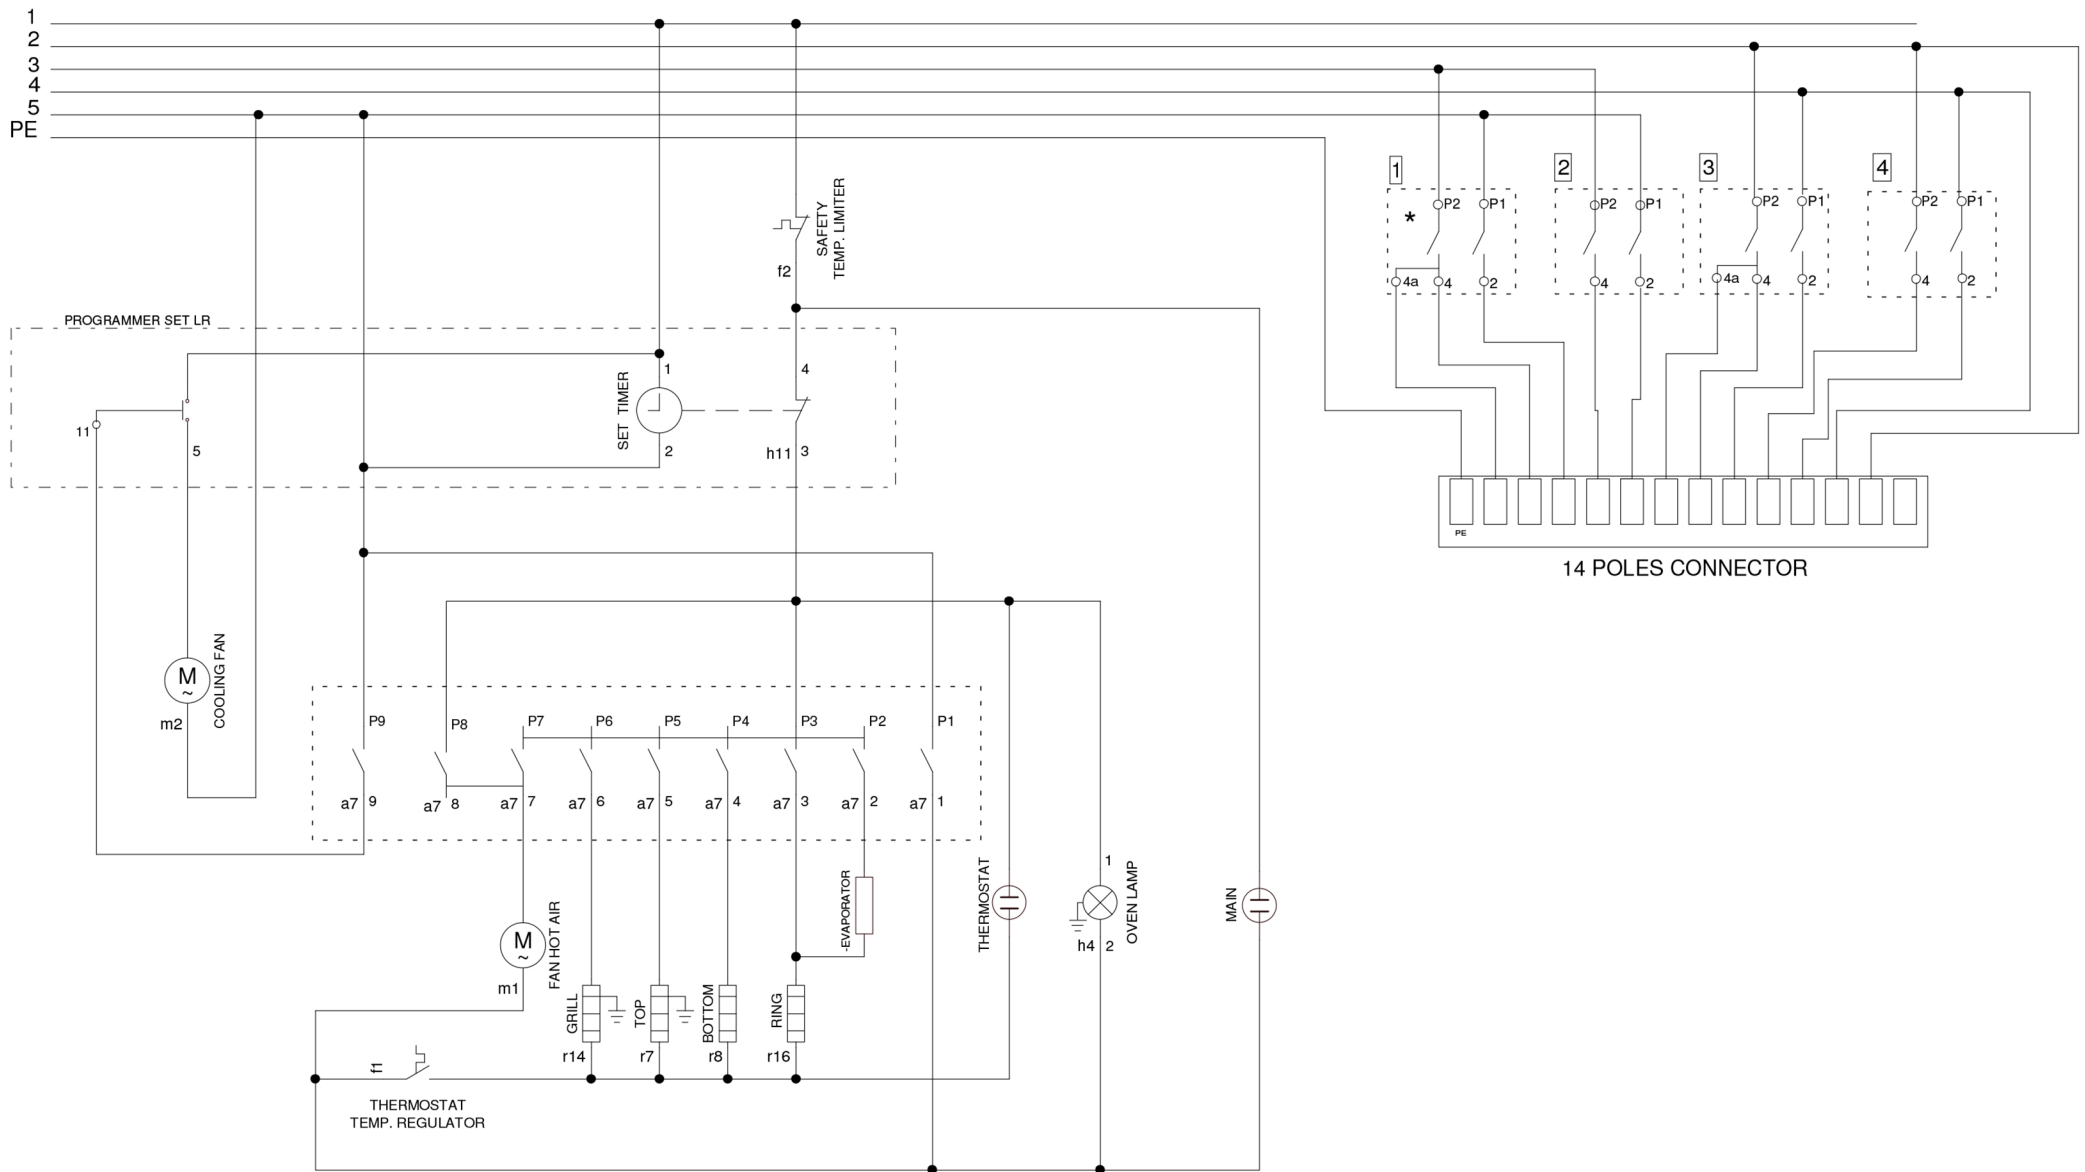 1
2
3
4
5
PE
SAFETY
TEMP. LIMITER
f2
PROGRAMMER SET LR
11
5
SET TIMER
1
2
4
h11 3
1
*
P2 P1
4a 4 2
2
P2 P1
4 2
3
P2 P1
4a 4 2
4
P2 P1
4 2
PE
14 POLES CONNECTOR
M
~
m2
COOLING FAN
P9 P8 P7 P6 P5 P4 P3 P2 P1
a7 9 a7 8 a7 7 a7 6 a7 5 a7 4 a7 3 a7 2 a7 1
M
~
m1
FAN HOT AIR
GRILL
r14
TOP
r7
BOTTOM
r8
RING
r16
-EVAPORATOR
THERMOSTAT
1
h4 2
OVEN LAMP
MAIN
f1
THERMOSTAT
TEMP. REGULATOR